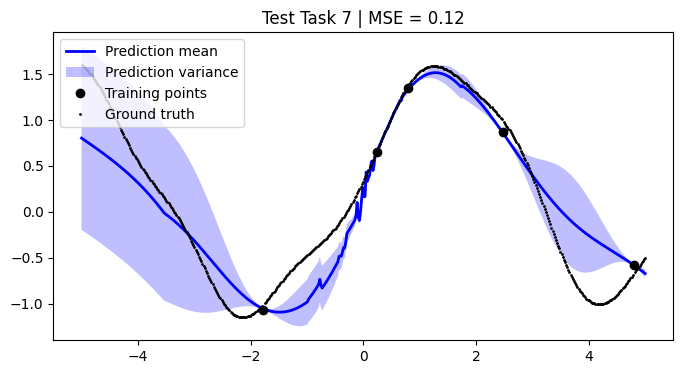 Test Task 7 | MSE = 0.12
Prediction mean
Prediction variance
Training points
Ground truth
1.5
1.0
0.5
0.0
−0.5
−1.0
−4 −2 0 2 4